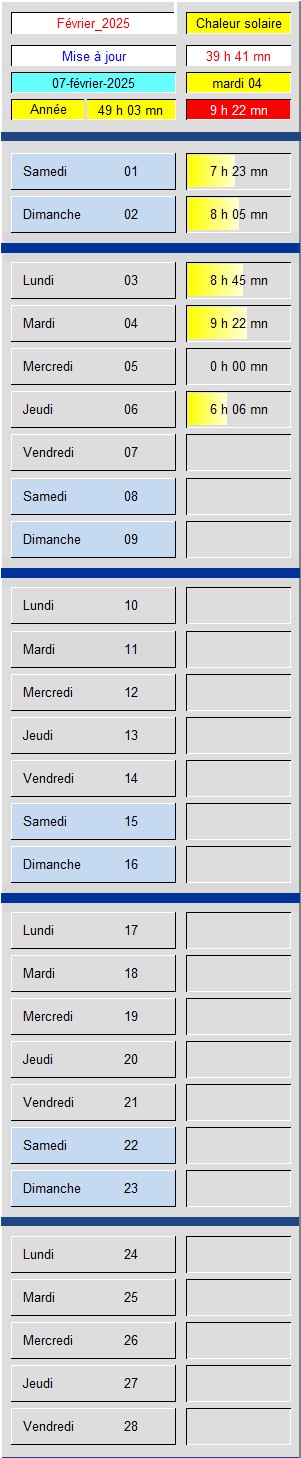 Février_2025 Chaleur solaire
Mise à jour 39 h 41 mn
07-février-2025 mardi 04
Année 49 h 03 mn 9 h 22 mn
Samedi 01 7 h 23 mn
Dimanche 02 8 h 05 mn
Lundi 03 8 h 45 mn
Mardi 04 9 h 22 mn
Mercredi 05 0 h 00 mn
Jeudi 06 6 h 06 mn
Vendredi 07
Samedi 08
Dimanche 09
Lundi 10
Mardi 11
Mercredi 12
Jeudi 13
Vendredi 14
Samedi 15
Dimanche 16
Lundi 17
Mardi 18
Mercredi 19
Jeudi 20
Vendredi 21
Samedi 22
Dimanche 23
Lundi 24
Mardi 25
Mercredi 26
Jeudi 27
Vendredi 28